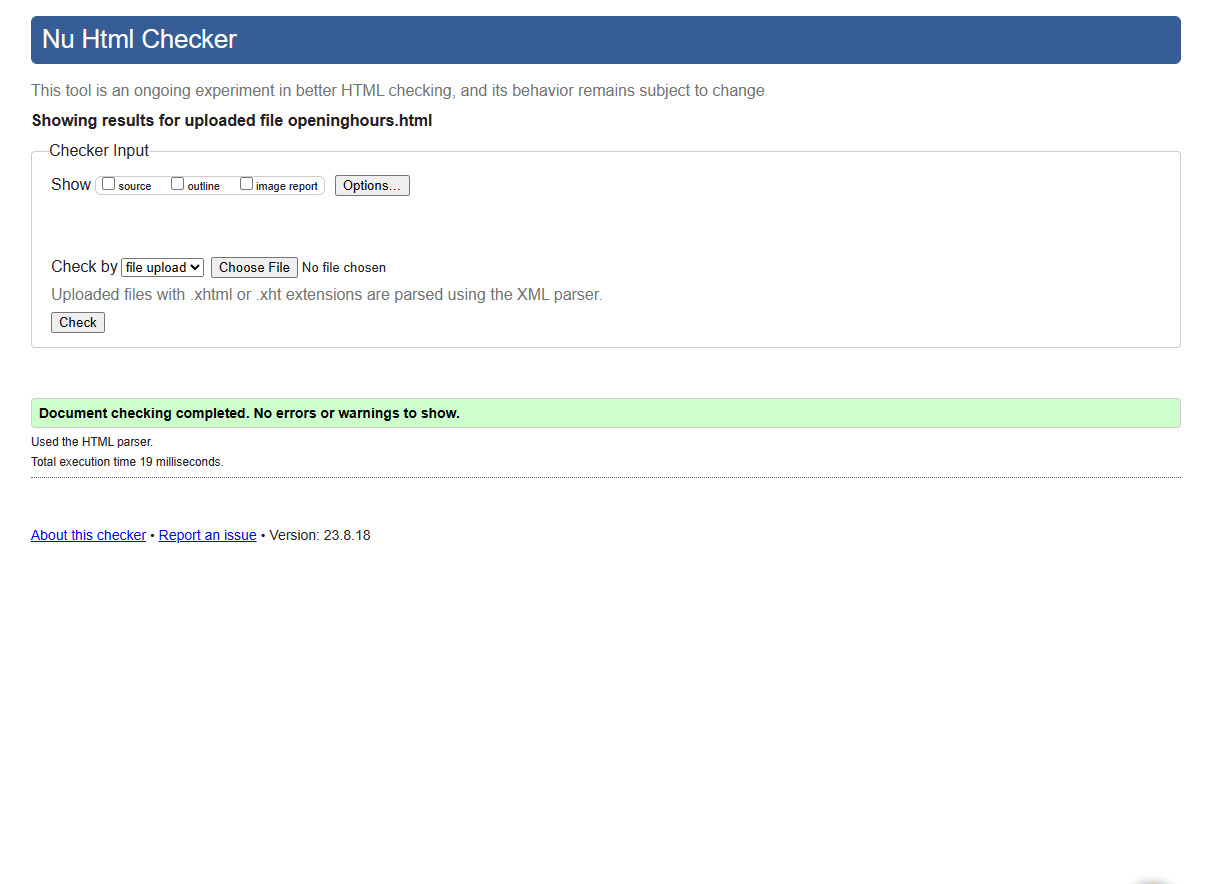 Nu Html Checker
This tool is an ongoing experiment in better HTML checking, and its behavior remains subject to change
Showing results for uploaded file openinghours.html
Checker Input
Show source outline image report Options...
Check by file upload Choose File No file chosen
Uploaded files with .xhtml or .xht extensions are parsed using the XML parser.
Check
Document checking completed. No errors or warnings to show.
Used the HTML parser.
Total execution time 19 milliseconds.
About this checker • Report an issue • Version: 23.8.18